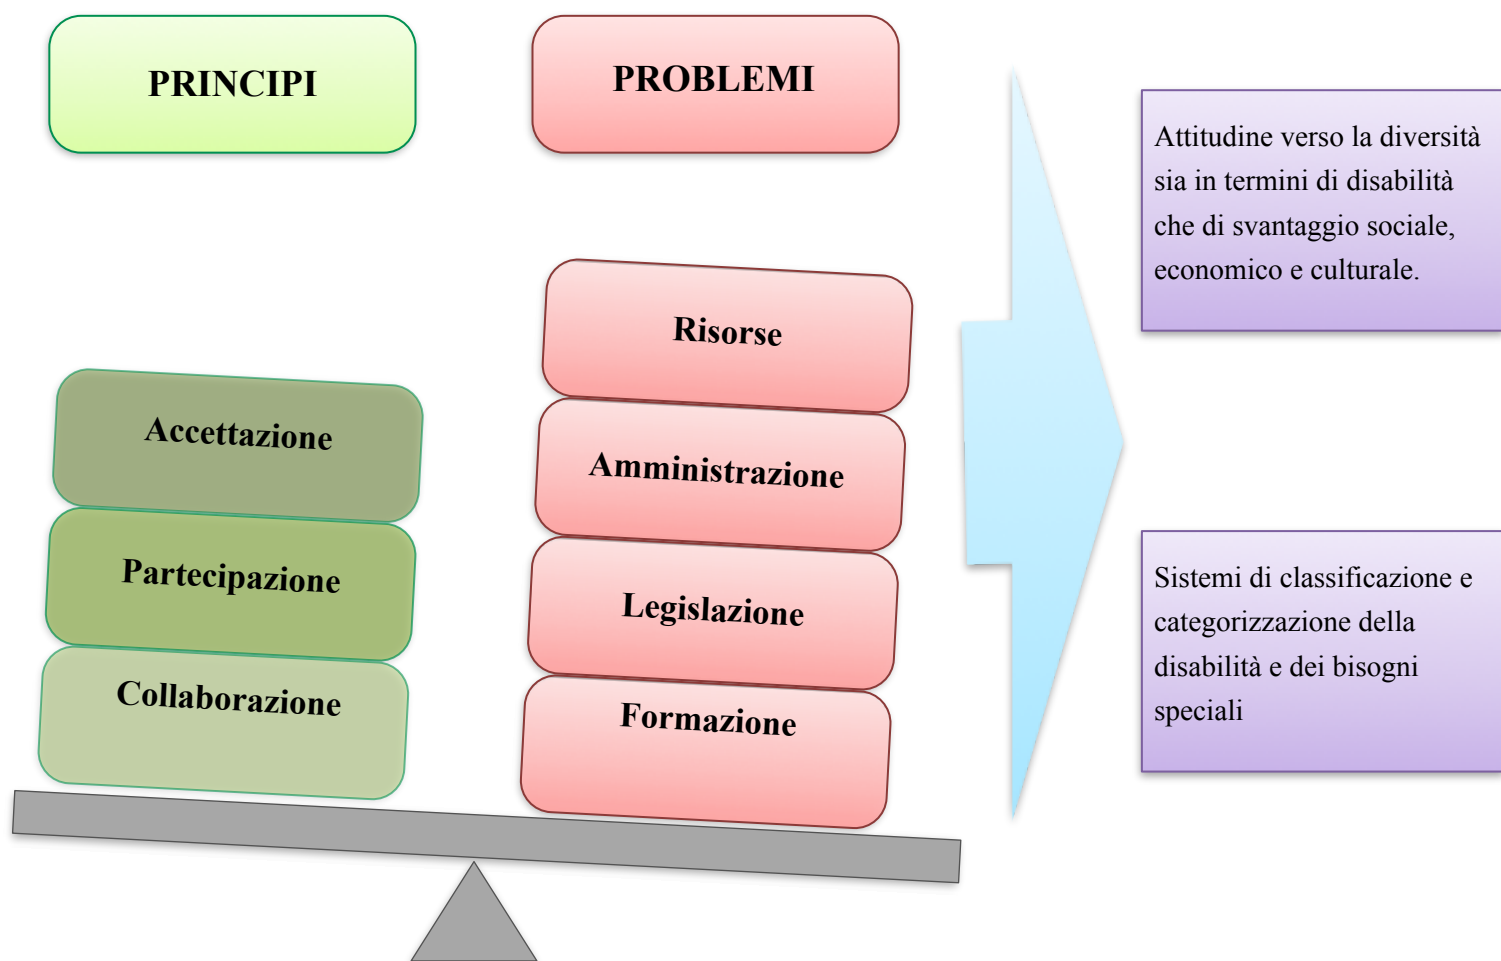 PRINCIPI
PROBLEMI
Accettazione
Partecipazione
Collaborazione
Risorse
Amministrazione
Legislazione
Formazione
Attitudine verso la diversità
sia in termini di disabilità
che di svantaggio sociale,
economico e culturale.
Sistemi di classificazione e
categorizzazione della
disabilità e dei bisogni
speciali